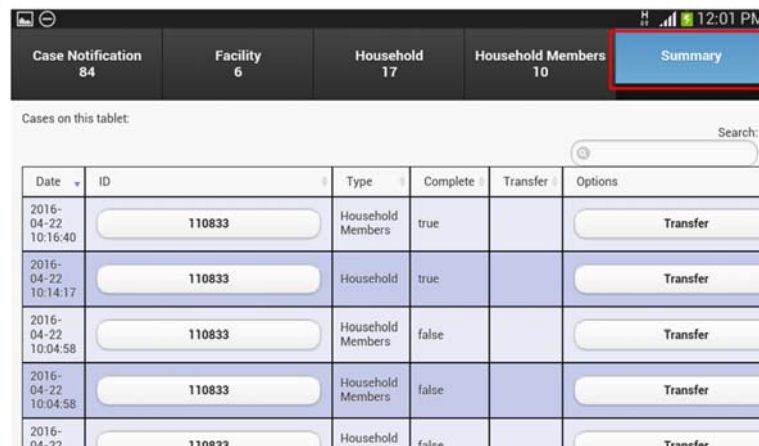 12:01 PM
Case Notification Facility Household Household Members Summary
84 6 17 10
Cases on this tablet:
Search:
Date ID Type Complete Transfer Options
2016-
04-22
10:16:40
110833
Household
Members
true
Transfer
2016-
04-22
10:14:17
110833
Household
true
Transfer
2016-
04-22
10:04:58
110833
Household
Members
false
Transfer
2016-
04-22
10:04:58
110833
Household
Members
false
Transfer
2016-
04-22
110833
Household
false
Transfer